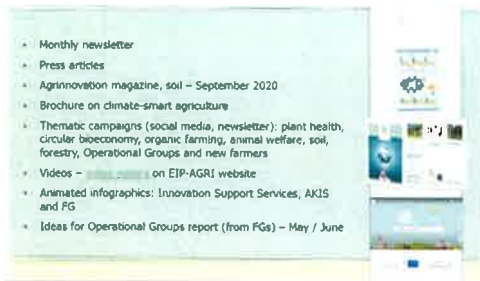 Monthly newsletter
Press articles
Agrinnovation magazine, soil – September 2020
Brochure on climate-smart agriculture
Thematic campaigns (social media, newsletter): plant health,
circular bioeconomy, organic farming, animal welfare, soil,
forestry, Operational Groups and new farmers
Videos – on EIP-AGRI website
Animated infographics: Innovation Support Services, AKIS
and FG
Ideas for Operational Groups report (from FGs) – May / June